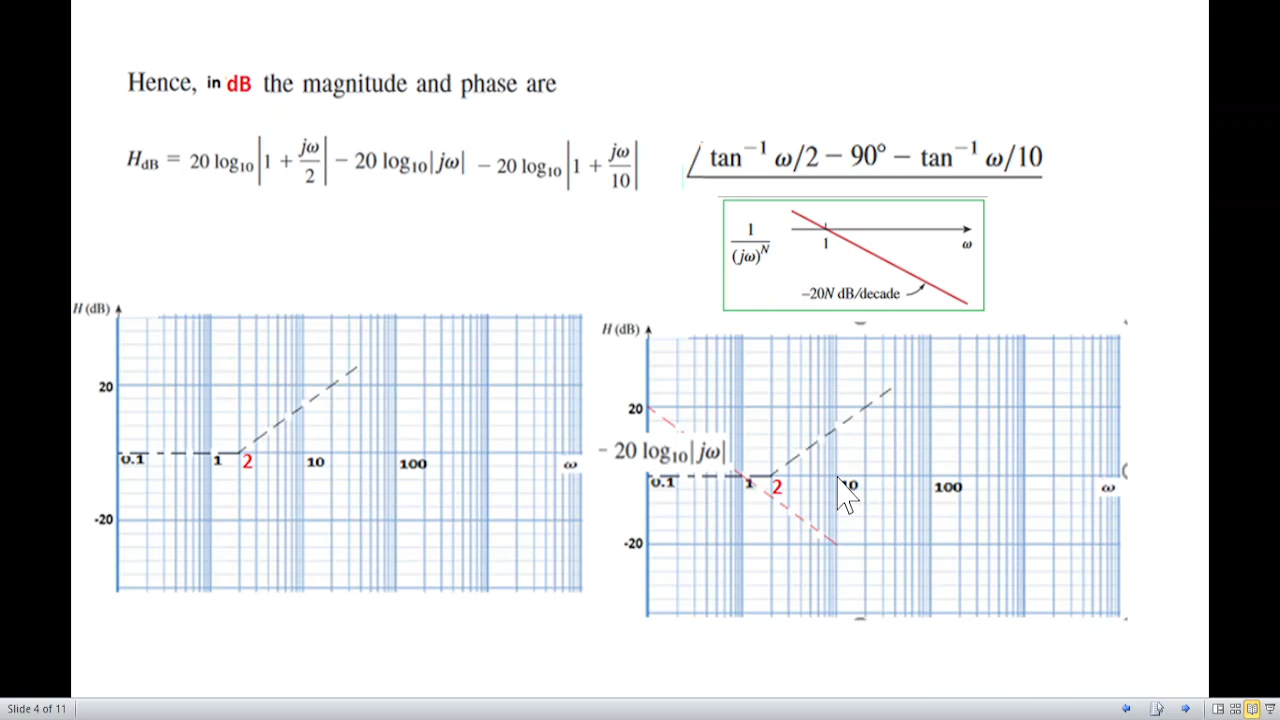 Hence, in dB the magnitude and phase are
H_dB = 20 log₁₀|1 + jω/2| − 20 log₁₀|jω| − 20 log₁₀|1 + jω/10|
∠ tan⁻¹ ω/2 − 90° − tan⁻¹ ω/10
1/(jω)^N
1
ω
−20N dB/decade
H (dB)
20
0.1 1 2 10 100 ω
-20
H (dB)
20
− 20 log₁₀|jω|
0.1 1 2 10 100 ω
-20
Slide 4 of 11